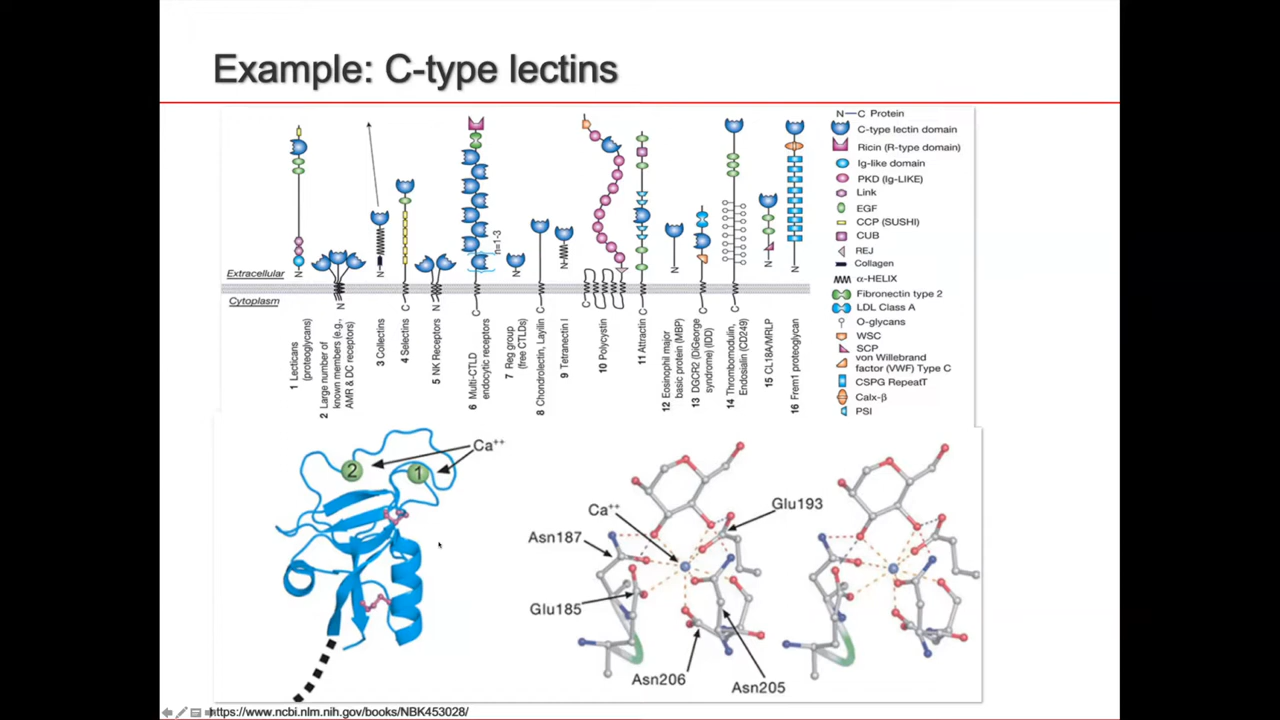 Example: C-type lectins
N—C Protein
C-type lectin domain
Ricin (R-type domain)
Ig-like domain
PKD (Ig-LIKE)
Link
EGF
CCP (SUSHI)
CUB
REJ
Collagen
α-HELIX
Fibronectin type 2
LDL Class A
O-glycans
WSC
SCP
von Willebrand
factor (VWF) Type C
CSPG RepeatT
Calx-β
PSI
Extracellular
Cytoplasm
n=1-3
N
N
N
C
C
N
C
N
C
N
C
N
C
N
C
C
N
N
1 Lecticans
(proteoglycans)
2 Large number of
known members (e.g.,
AMR & DC receptors)
3 Collectins
4 Selectins
5 NK Receptors
6 Multi-CTLD
endocytic receptors
7 Reg group
(free CTLDs)
8 Chondrolectin, Layilin
9 Tetranectin I
10 Polycystin
11 Attractin
12 Eosinophil major
basic protein (MBP)
13 DGCR2 (DiGeorge
syndrome) (IDD)
14 Thrombomodulin,
Endosialin (CD249)
15 CL18A/MRLP
16 Frem1 proteoglycan
Ca++
2
1
Ca++
Glu193
Asn187
Glu185
Asn206
Asn205
https://www.ncbi.nlm.nih.gov/books/NBK453028/